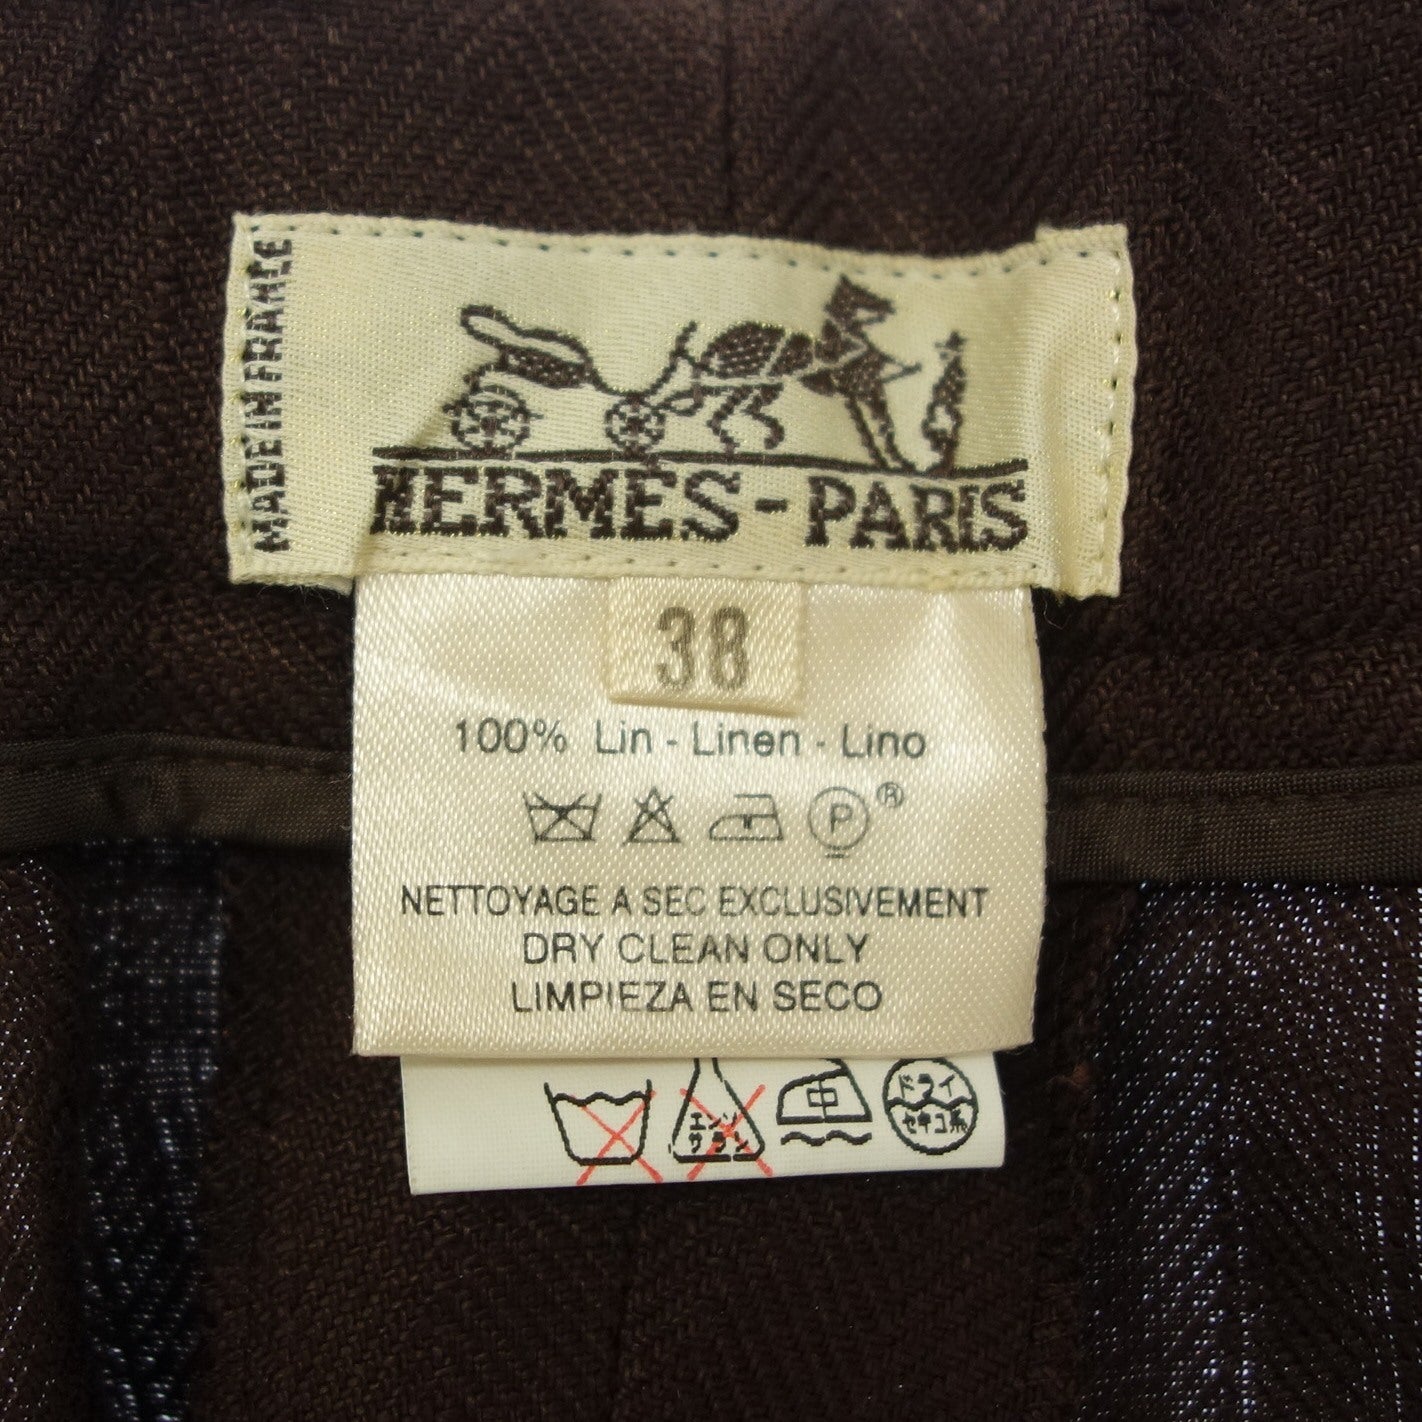 MADE IN FRANCE
HERMES-PARIS
38
100% Lin - Linen - Lino
P®
NETTOYAGE A SEC EXCLUSIVEMENT
DRY CLEAN ONLY
LIMPIEZA EN SECO
エンソ
サラシ
中
ドライ
セキユ系